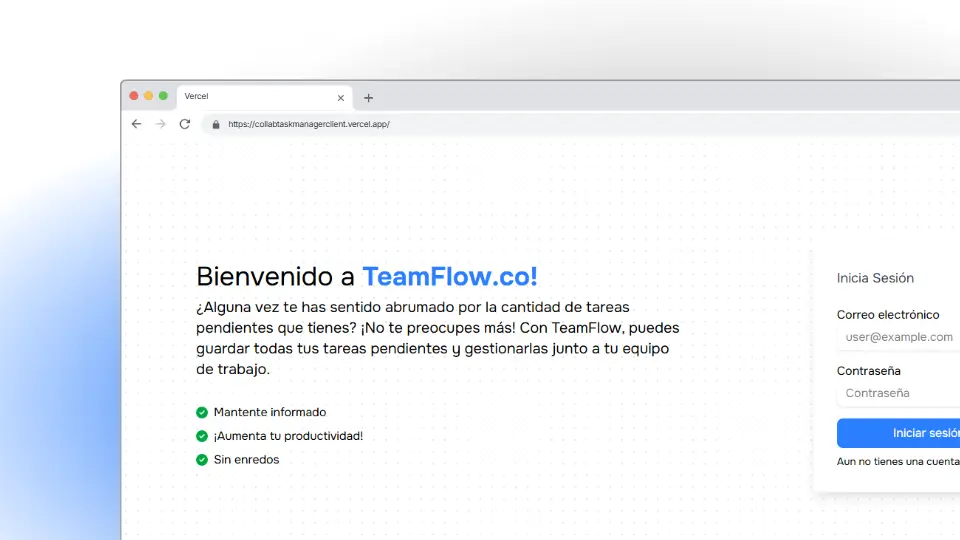 Vercel
https://collabtaskmanagerclient.vercel.app/
Bienvenido a TeamFlow.co!
¿Alguna vez te has sentido abrumado por la cantidad de tareas
pendientes que tienes? ¡No te preocupes más! Con TeamFlow, puedes
guardar todas tus tareas pendientes y gestionarlas junto a tu equipo
de trabajo.
Mantente informado
¡Aumenta tu productividad!
Sin enredos
Inicia Sesión
Correo electrónico
user@example.com
Contraseña
Contraseña
Iniciar sesión
Aun no tienes una cuenta